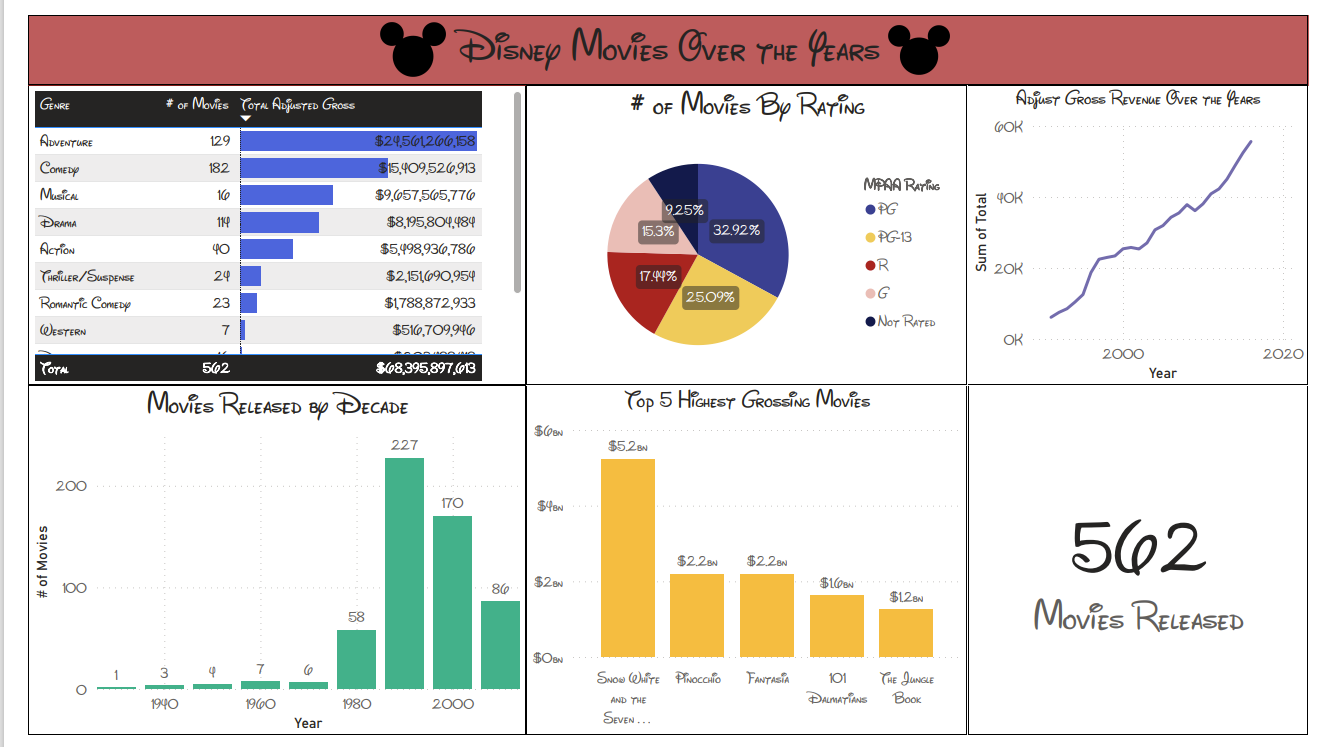 Disney Movies Over the Years
Genre # of Movies Total Adjusted Gross
Adventure 129 $24,561,266,158
Comedy 182 $15,409,526,913
Musical 16 $9,657,565,776
Drama 114 $8,195,804,484
Action 40 $5,498,936,786
Thriller/Suspense 24 $2,151,690,954
Romantic Comedy 23 $1,788,872,933
Western 7 $516,709,946
Total 562 $68,395,897,613
# of Movies By Rating
9.25%
32.92%
15.3%
17.44%
25.09%
MPAA Rating
PG
PG-13
R
G
Not Rated
Adjust Gross Revenue Over the Years
60K
40K
20K
0K
Sum of Total
2000 2020
Year
Movies Released by Decade
# of Movies
200
100
0
1 3 4 7 6 58 227 170 86
1940 1960 1980 2000
Year
Top 5 Highest Grossing Movies
$6bn
$4bn
$2bn
$0bn
$5.2bn $2.2bn $2.2bn $1.6bn $1.2bn
Snow White Pinocchio Fantasia 101 The Jungle
and the Dalmatians Book
Seven ...
562
Movies Released